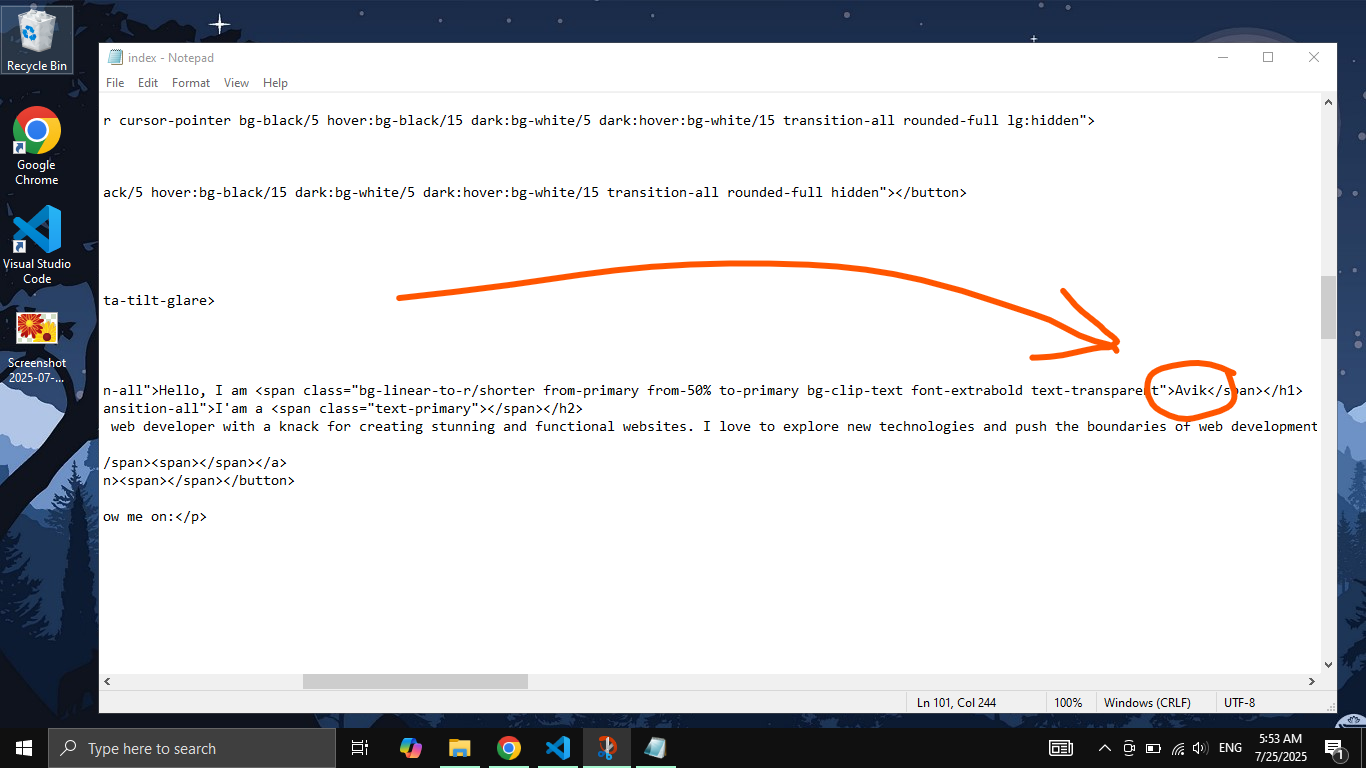 Recycle Bin
Google
Chrome
Visual Studio
Code
Screenshot
2025-07-...
index - Notepad
File Edit Format View Help
r cursor-pointer bg-black/5 hover:bg-black/15 dark:bg-white/5 dark:hover:bg-white/15 transition-all rounded-full lg:hidden">
ack/5 hover:bg-black/15 dark:bg-white/5 dark:hover:bg-white/15 transition-all rounded-full hidden"></button>
ta-tilt-glare>
n-all">Hello, I am <span class="bg-linear-to-r/shorter from-primary from-50% to-primary bg-clip-text font-extrabold text-transparent">Avik</span></h1>
ansition-all">I'am a <span class="text-primary"></span></h2>
web developer with a knack for creating stunning and functional websites. I love to explore new technologies and push the boundaries of web development
/span><span></span></a>
n><span></span></button>
ow me on:</p>
Ln 101, Col 244 100% Windows (CRLF) UTF-8
Type here to search
ENG
5:53 AM
7/25/2025
1